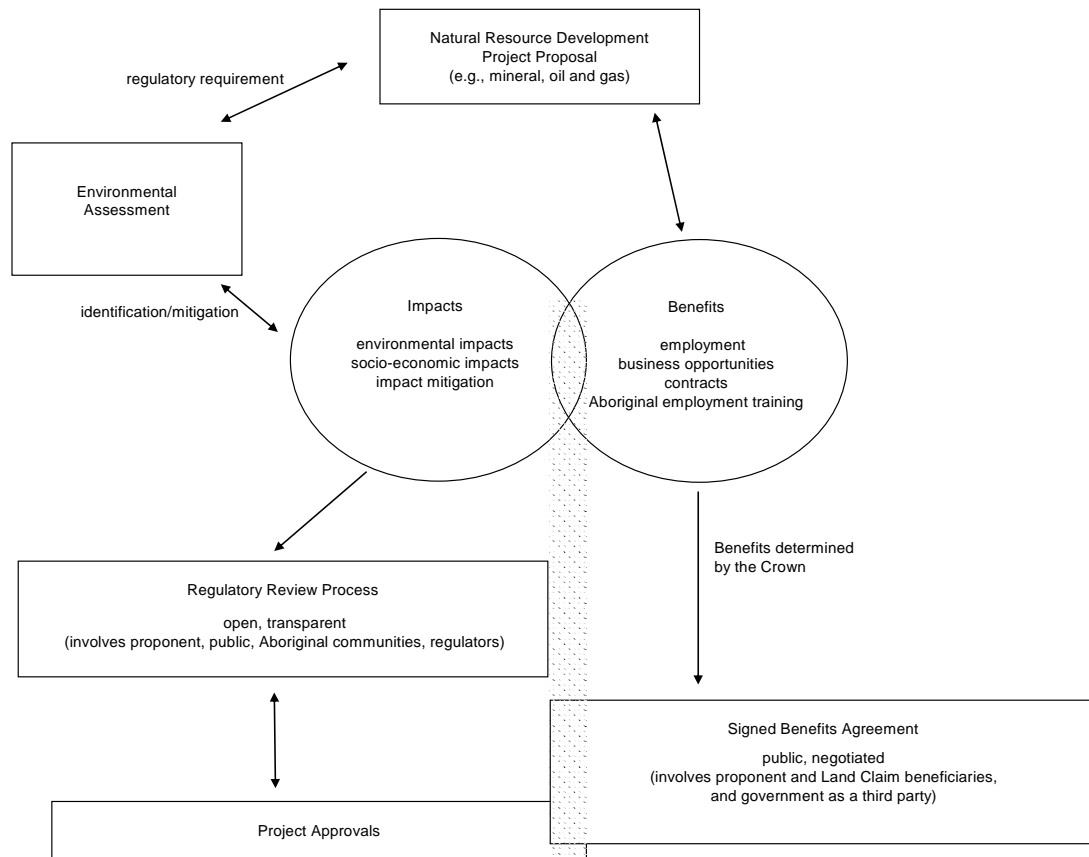 Natural Resource Development
Project Proposal
(e.g., mineral, oil and gas)
regulatory requirement
Environmental
Assessment
identification/mitigation
Impacts
environmental impacts
socio-economic impacts
impact mitigation
Benefits
employment
business opportunities
contracts
Aboriginal employment training
Benefits determined
by the Crown
Regulatory Review Process
open, transparent
(involves proponent, public, Aboriginal communities, regulators)
Signed Benefits Agreement
public, negotiated
(involves proponent and Land Claim beneficiaries,
and government as a third party)
Project Approvals